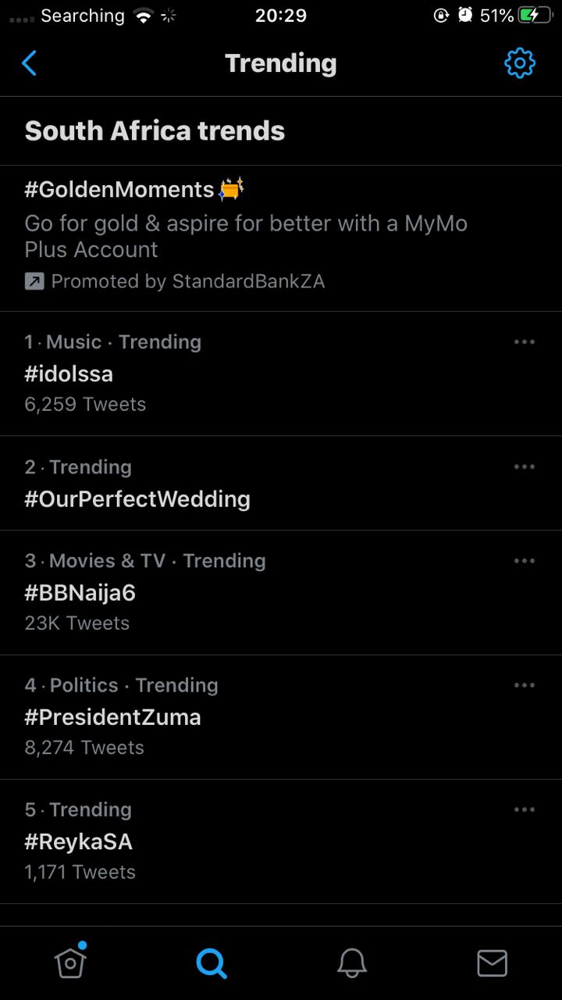 Searching 20:29 51%
Trending
South Africa trends
#GoldenMoments
Go for gold & aspire for better with a MyMo
Plus Account
Promoted by StandardBankZA
1 · Music · Trending
#idolssa
6,259 Tweets
2 · Trending
#OurPerfectWedding
3 · Movies & TV · Trending
#BBNaija6
23K Tweets
4 · Politics · Trending
#PresidentZuma
8,274 Tweets
5 · Trending
#ReykaSA
1,171 Tweets